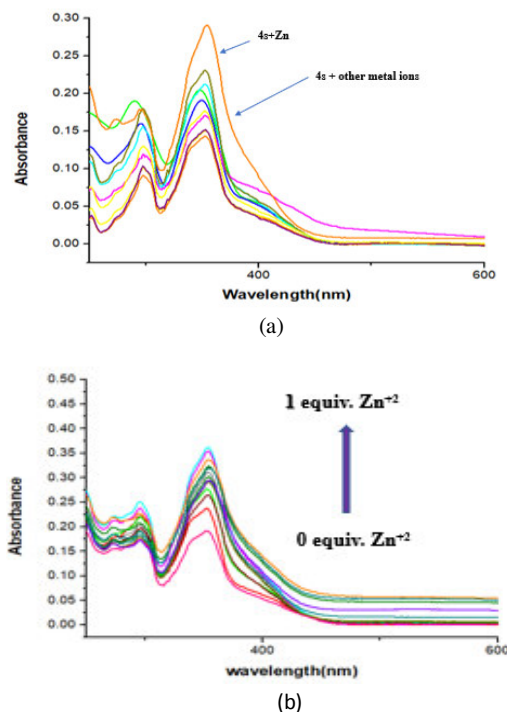 0.30
0.25
0.20
0.15
0.10
0.05
0.00
Absorbance
4s+Zn
4s + other metal ions
400
600
Wavelength(nm)
(a)
0.50
0.45
0.40
0.35
0.30
0.25
0.20
0.15
0.10
0.05
0.00
Absorbance
1 equiv. Zn⁺²
0 equiv. Zn⁺²
400
600
wavelength(nm)
(b)